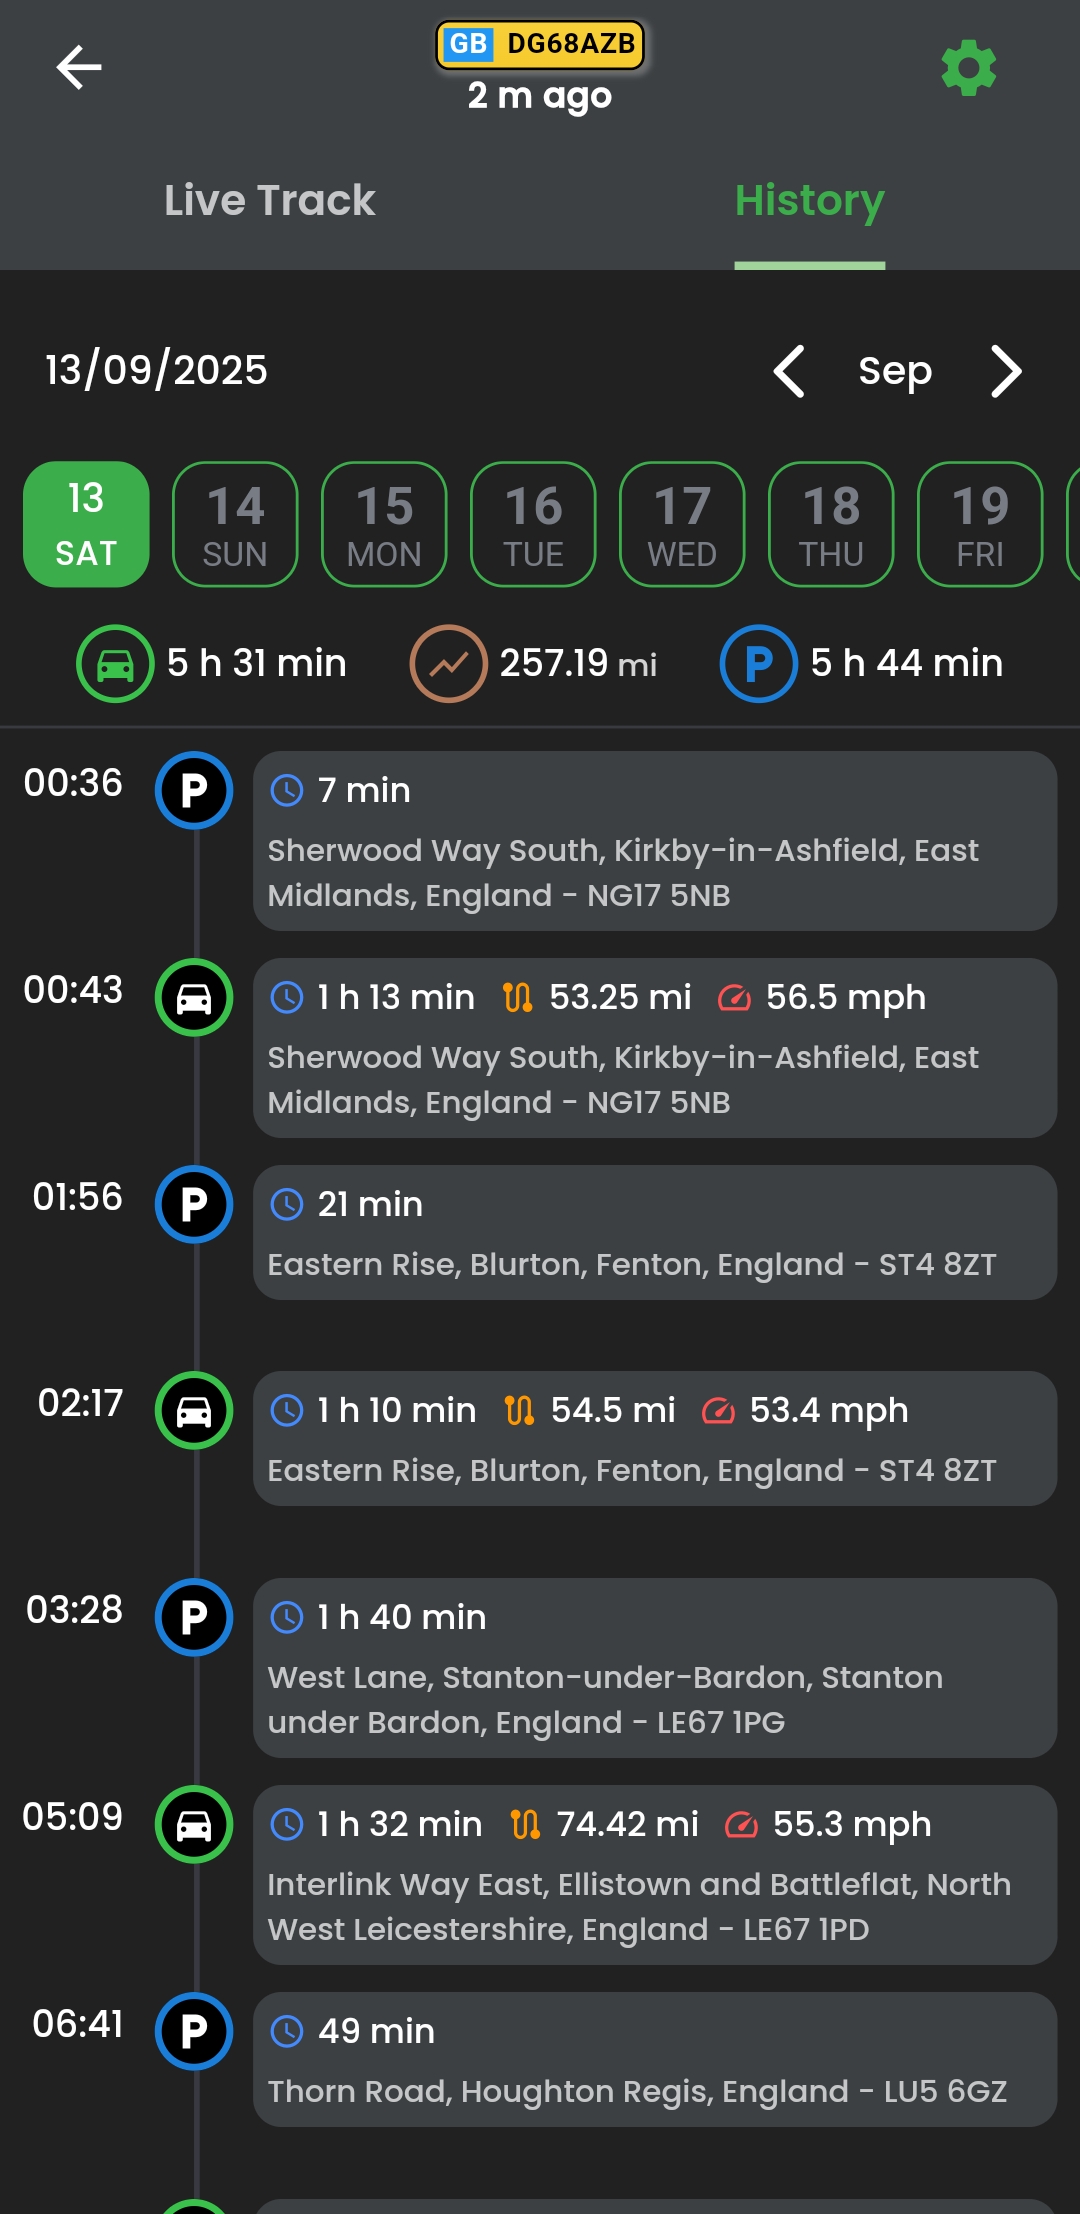 GB DG68AZB
2 m ago
Live Track
History
13/09/2025
Sep
13 14 15 16 17 18 19
SAT SUN MON TUE WED THU FRI
5 h 31 min 257.19 mi P 5 h 44 min
00:36 P 7 min
Sherwood Way South, Kirkby-in-Ashfield, East
Midlands, England - NG17 5NB
00:43 1 h 13 min 53.25 mi 56.5 mph
Sherwood Way South, Kirkby-in-Ashfield, East
Midlands, England - NG17 5NB
01:56 P 21 min
Eastern Rise, Blurton, Fenton, England - ST4 8ZT
02:17 1 h 10 min 54.5 mi 53.4 mph
Eastern Rise, Blurton, Fenton, England - ST4 8ZT
03:28 P 1 h 40 min
West Lane, Stanton-under-Bardon, Stanton
under Bardon, England - LE67 1PG
05:09 1 h 32 min 74.42 mi 55.3 mph
Interlink Way East, Ellistown and Battleflat, North
West Leicestershire, England - LE67 1PD
06:41 P 49 min
Thorn Road, Houghton Regis, England - LU5 6GZ